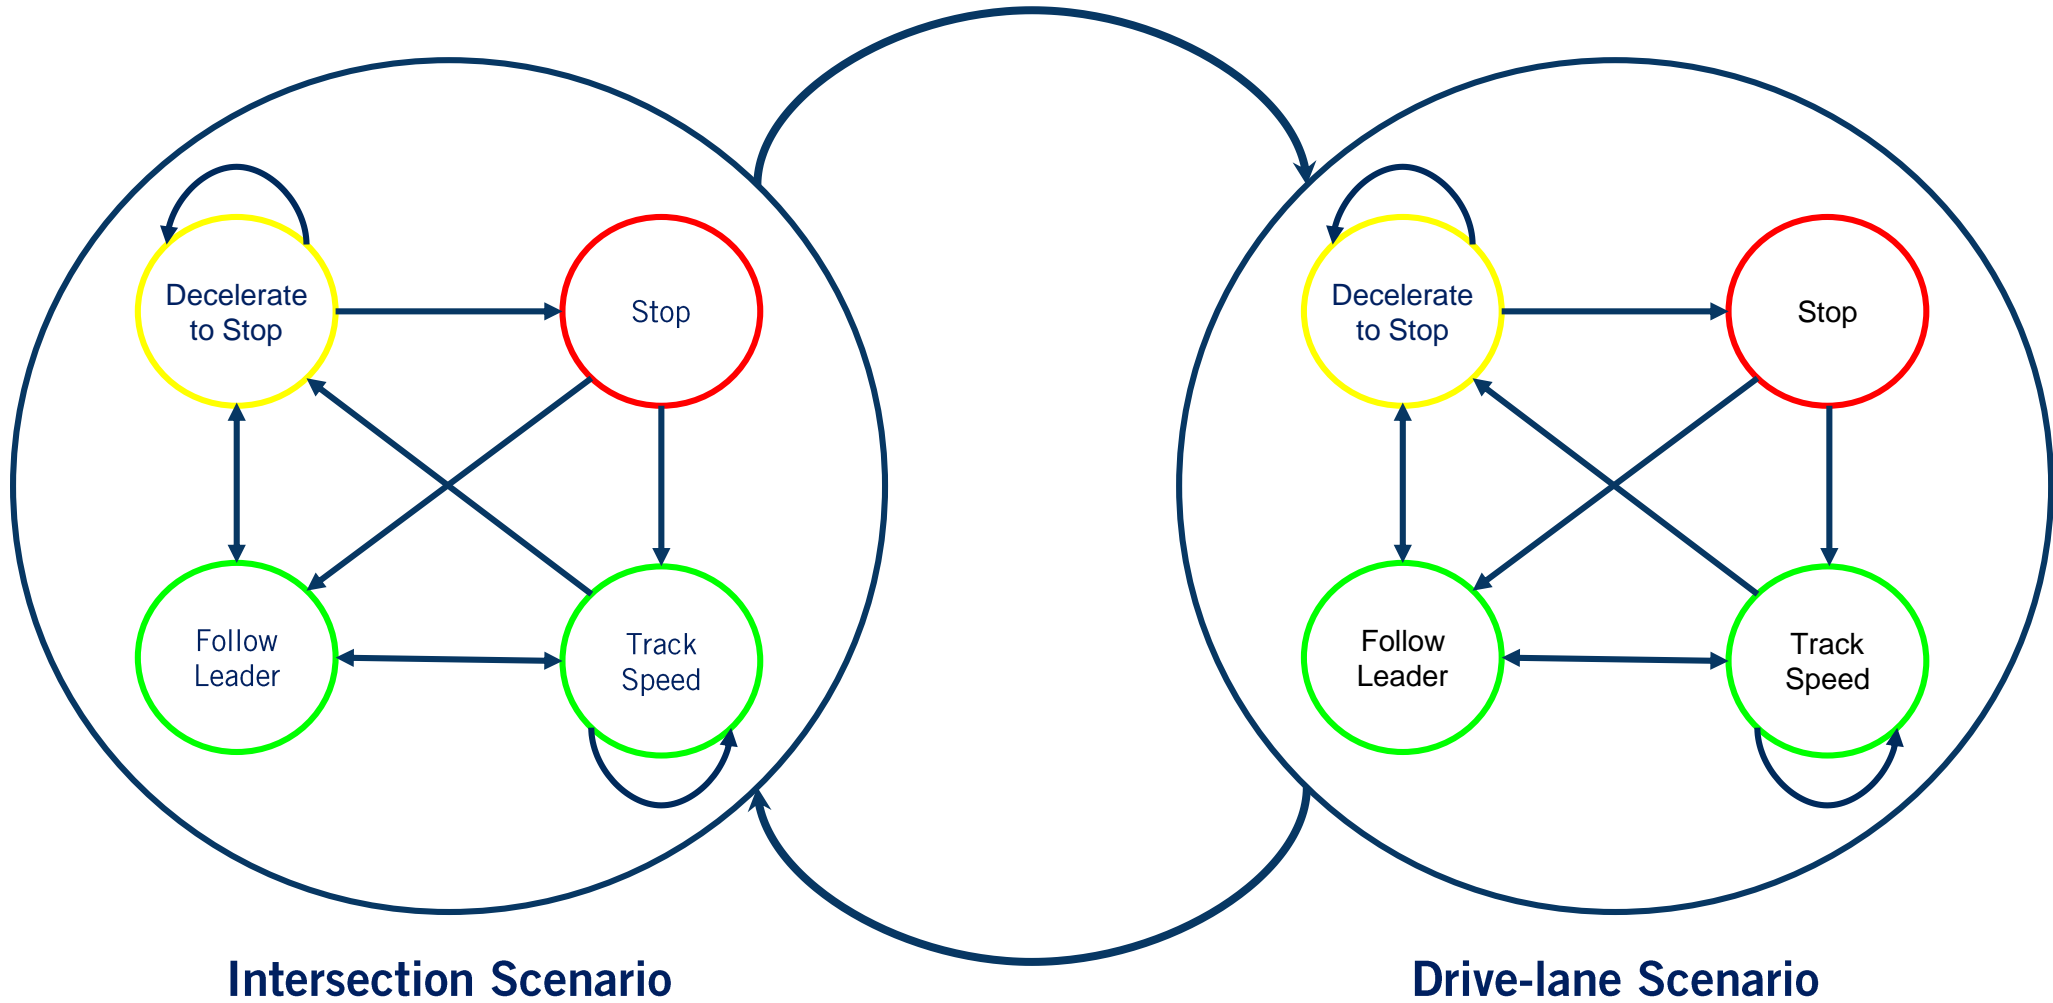 Decelerate
to Stop
Stop
Follow
Leader
Track
Speed
Intersection Scenario
Decelerate
to Stop
Stop
Follow
Leader
Track
Speed
Drive-lane Scenario